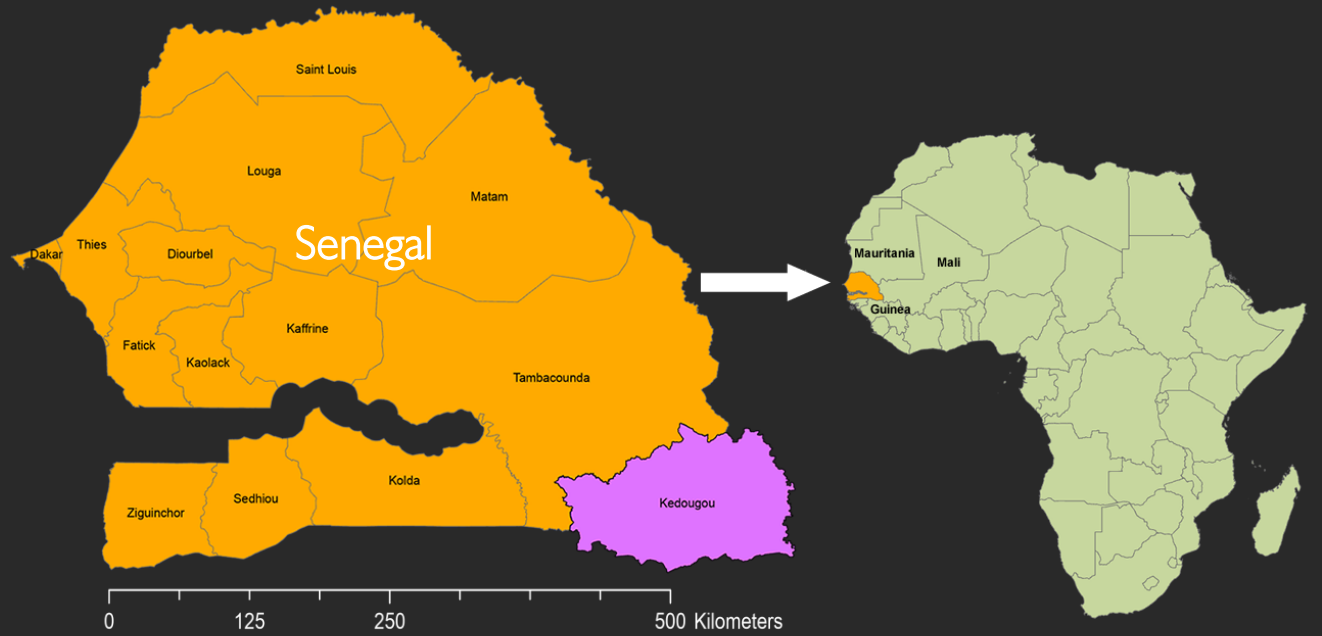 Saint Louis
Louga
Matam
Senegal
Dakar
Thies
Diourbel
Kaffrine
Fatick
Kaolack
Tambacounda
Kolda
Sedhiou
Ziguinchor
Kedougou
0 125 250 500 Kilometers
Mauritania
Mali
Guinea